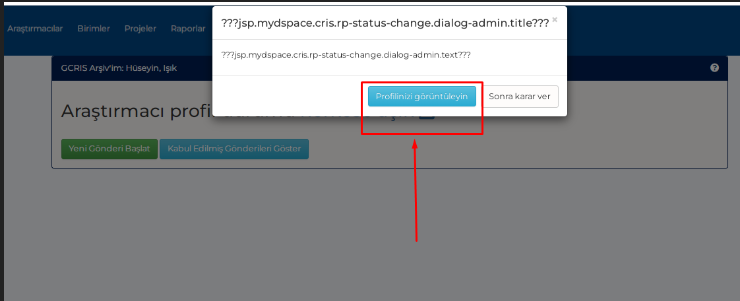 ???jsp.mydspace.cris.rp-status-change.dialog-admin.title???
×
Araştırmacılar Birimler Projeler Raporlar
???jsp.mydspace.cris.rp-status-change.dialog-admin.text???
GCRIS Arşiv'im: Hüseyin, Işık
Profilinizi görüntüleyin Sonra karar ver
Araştırmacı profil
Yeni Gönderi Başlat Kabul Edilmiş Gönderileri Göster